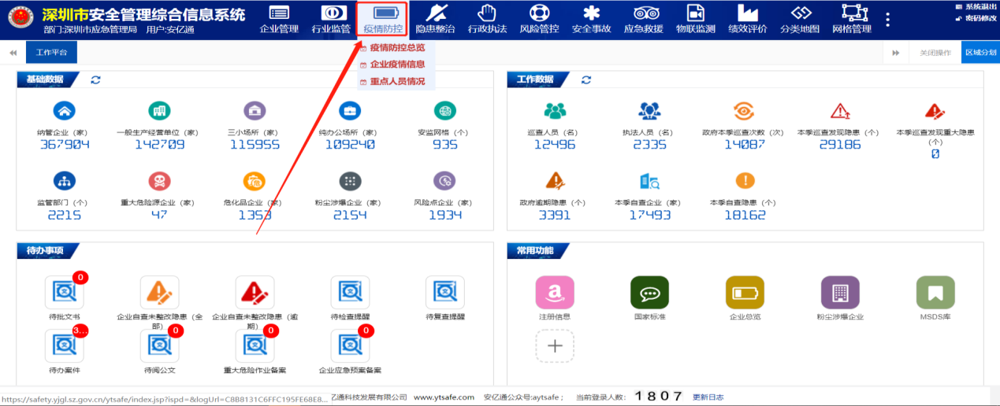 深圳市安全管理综合信息系统
部门:深圳市应急管理局 用户:安亿通
企业管理 行业监管 疫情防控 隐患整治 行政执法 风险管控 安全事故 应急救援 物联监测 绩效评价 分类地图 网格管理
系统退出
密码修改
疫情防控总览
企业疫情信息
重点人员情况
工作平台
关闭操作
区域分划
基础数据
纳管企业（家） 一般生产经营单位（家） 三小场所（家） 纯办公场所（家） 安监网格（个）
367904 142709 115955 109240 935
监管部门（个） 重大危险源企业（家） 危化品企业（家） 粉尘涉爆企业（家） 风险点企业（家）
2215 47 1353 2154 1934
工作数据
巡查人员（名） 执法人员（名） 政府本季巡查次数（次） 本季巡查发现隐患（个） 本季巡查发现重大隐患（个）
12496 2335 14087 29186 0
政府逾期隐患（个） 本季自查企业（家） 本季自查隐患（个）
3391 17493 18162
待办事项
0
待批文书 企业自查未整改隐患（全部） 企业自查未整改隐患（逾期） 待检查提醒 待复查提醒
3... 0 0 0
待办案件 待阅公文 重大危险作业备案 企业应急预案备案
常用功能
a
注册信息 国家标准 企业总览 粉尘涉爆企业 MSDS库
https://safety.yjgl.sz.gov.cn/ytsafe/index.jsp?ispd=&logUrl=C8B8131C6FFC195FE68E8...
亿通科技发展有限公司 www.ytsafe.com 安亿通公众号:aytsafe； 当前登录人数： 1807 更新日志